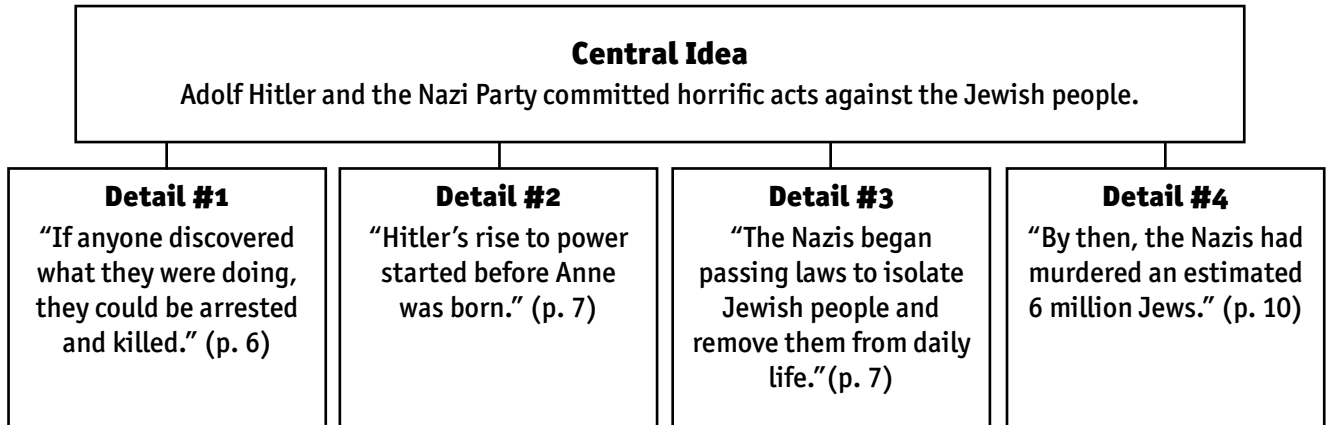 Central Idea
Adolf Hitler and the Nazi Party committed horrific acts against the Jewish people.
Detail #1
“If anyone discovered
what they were doing,
they could be arrested
and killed.” (p. 6)
Detail #2
“Hitler’s rise to power
started before Anne
was born.” (p. 7)
Detail #3
“The Nazis began
passing laws to isolate
Jewish people and
remove them from daily
life.”(p. 7)
Detail #4
“By then, the Nazis had
murdered an estimated
6 million Jews.” (p. 10)